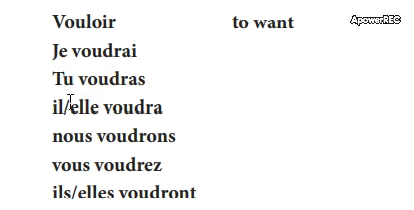 Vouloir to want
ApowerREC
Je voudrai
Tu voudras
il/elle voudra
nous voudrons
vous voudrez
ils/elles voudront